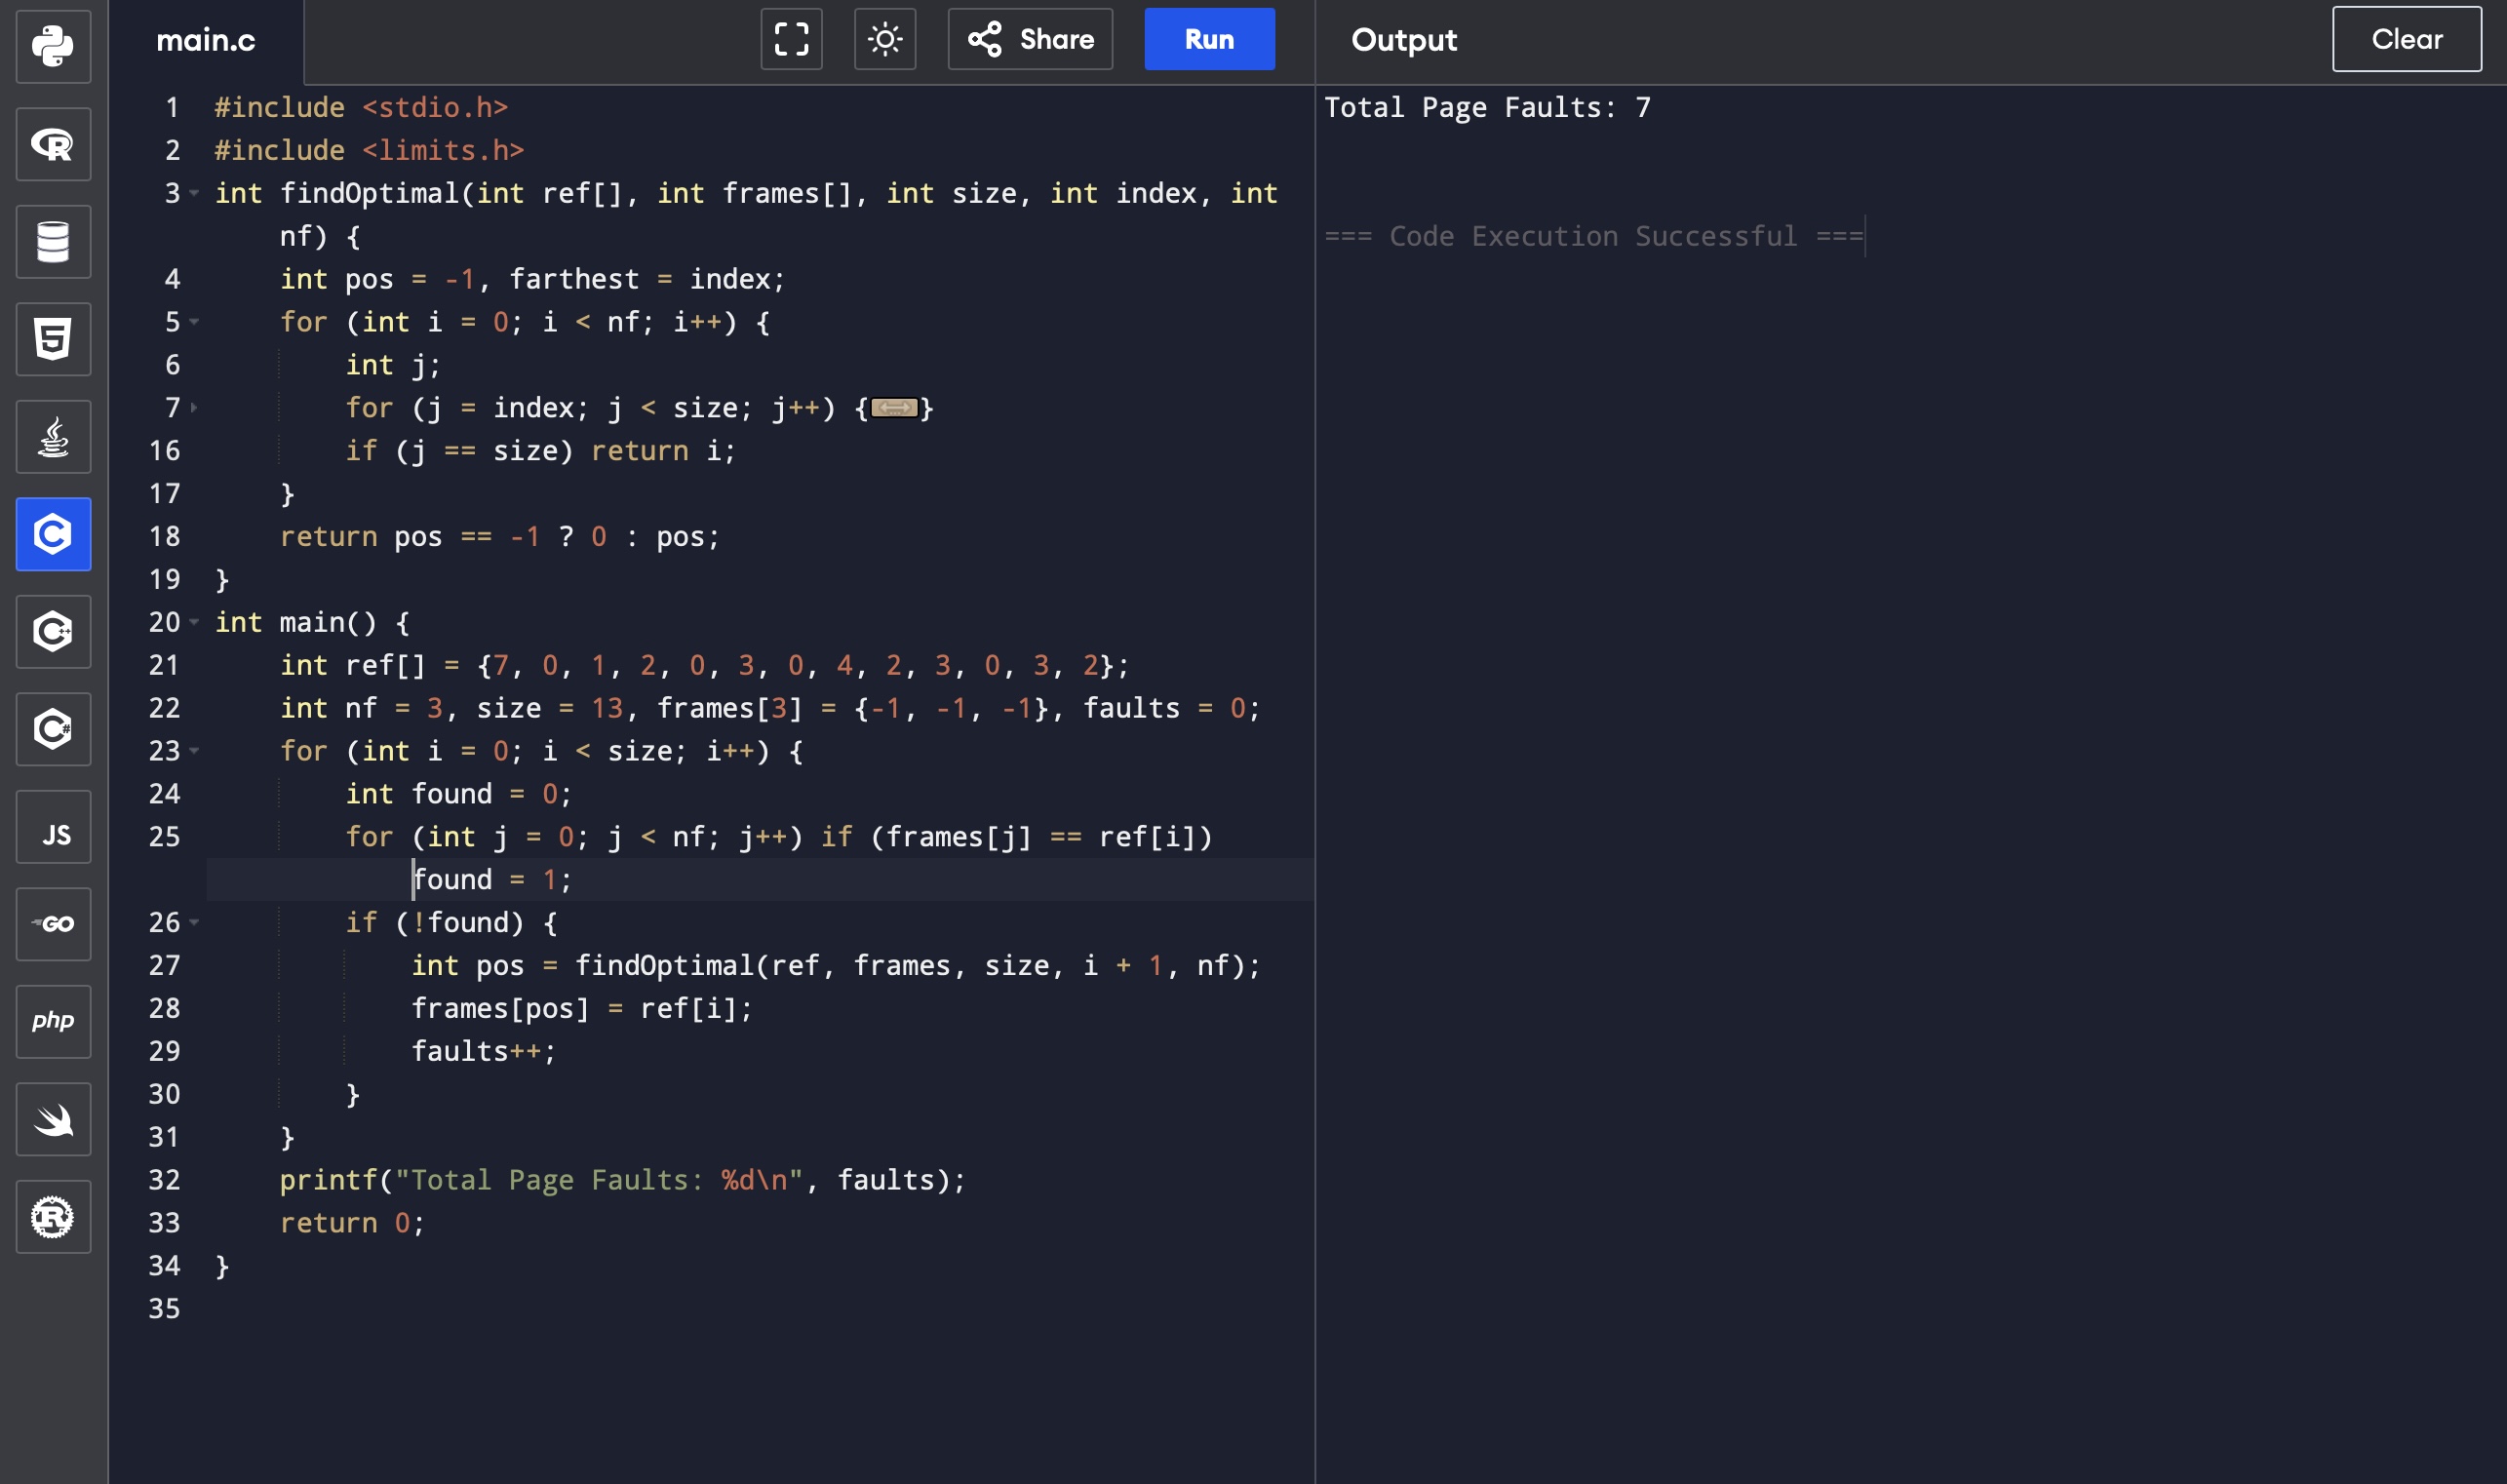 main.c
Share
Run
Output
Clear
1 #include <stdio.h>
2 #include <limits.h>
3 int findOptimal(int ref[], int frames[], int size, int index, int
nf) {
4 int pos = -1, farthest = index;
5 for (int i = 0; i < nf; i++) {
6 int j;
7 for (j = index; j < size; j++) {}
16 if (j == size) return i;
17 }
18 return pos == -1 ? 0 : pos;
19 }
20 int main() {
21 int ref[] = {7, 0, 1, 2, 0, 3, 0, 4, 2, 3, 0, 3, 2};
22 int nf = 3, size = 13, frames[3] = {-1, -1, -1}, faults = 0;
23 for (int i = 0; i < size; i++) {
24 int found = 0;
25 for (int j = 0; j < nf; j++) if (frames[j] == ref[i])
found = 1;
26 if (!found) {
27 int pos = findOptimal(ref, frames, size, i + 1, nf);
28 frames[pos] = ref[i];
29 faults++;
30 }
31 }
32 printf("Total Page Faults: %d\n", faults);
33 return 0;
34 }
35
Total Page Faults: 7
=== Code Execution Successful ===
R
5
C
C++
C#
JS
GO
php
R